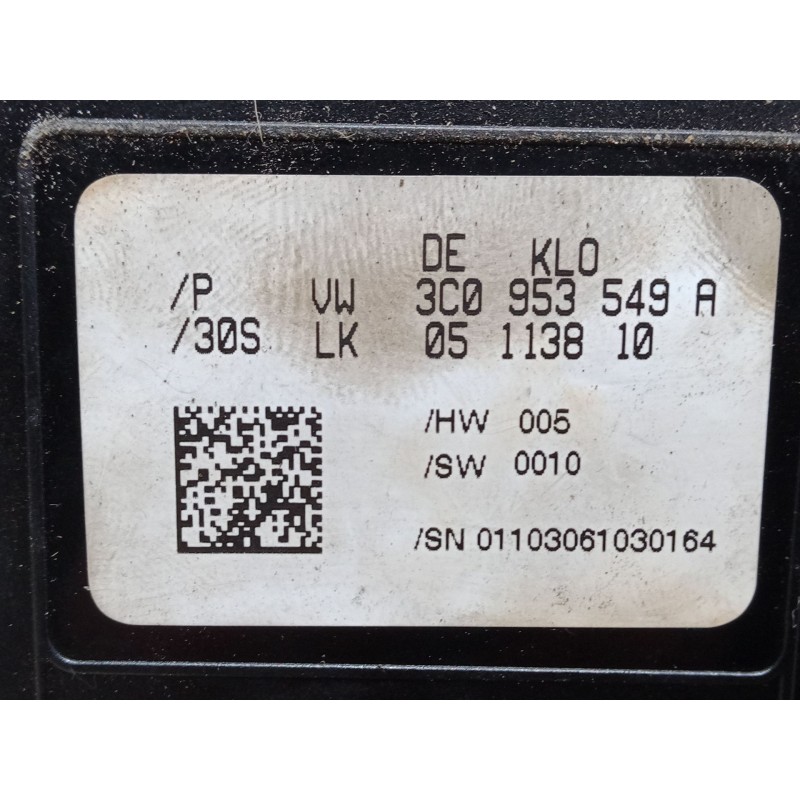 DE KLO
/P VW 3C0 953 549 A
/30S LK 05 1138 10
/HW 005
/SW 0010
/SN 01103061030164